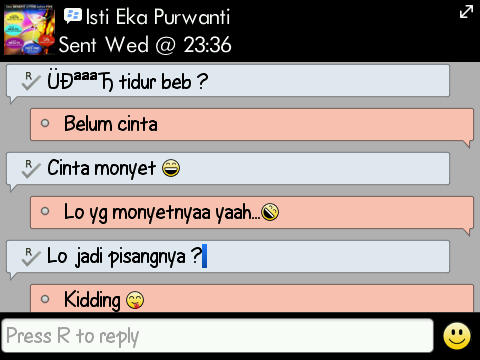 Isti Eka Purwanti
Sent Wed @ 23:36
ÜĐªªªЂ tidur beb ?
Belum cinta
Cinta monyet 😄
Lo yg monyetnyaa yaah...🤣
Lo jadi pisangnya ?
Kidding 😋
Press R to reply